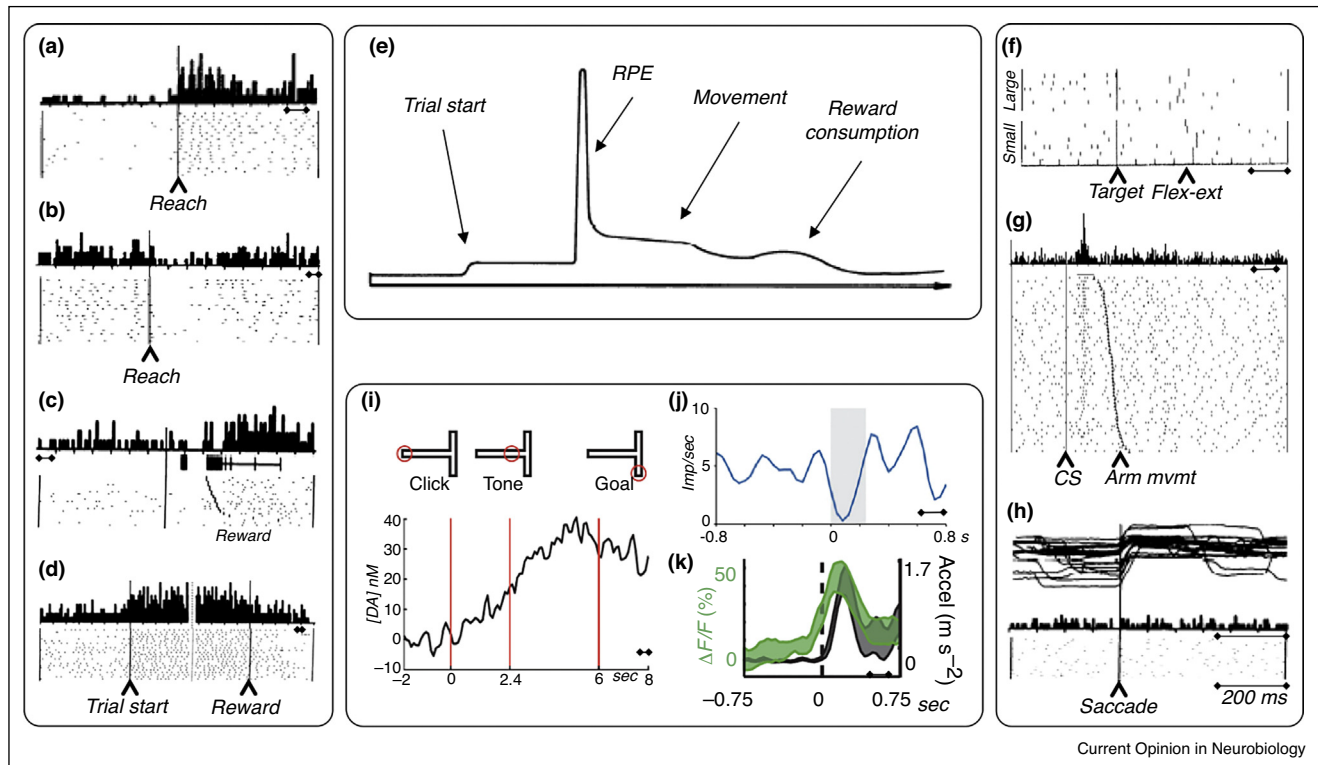 (a)
Reach
(b)
Reach
(c)
Reward
(d)
Trial start Reward
(e)
Trial start
RPE
Movement
Reward
consumption
(i)
Click Tone Goal
[DA] nM
40
30
20
10
0
–10
–2 0 2.4 6 sec 8
(j)
Imp/sec
10
5
0
-0.8 0 0.8 s
(k)
ΔF/F (%)
50
0
1.7
0
Accel (m s–2)
–0.75 0 0.75 sec
(f)
Large
Small
Target Flex-ext
(g)
CS Arm mvmt
(h)
Saccade
200 ms
Current Opinion in Neurobiology